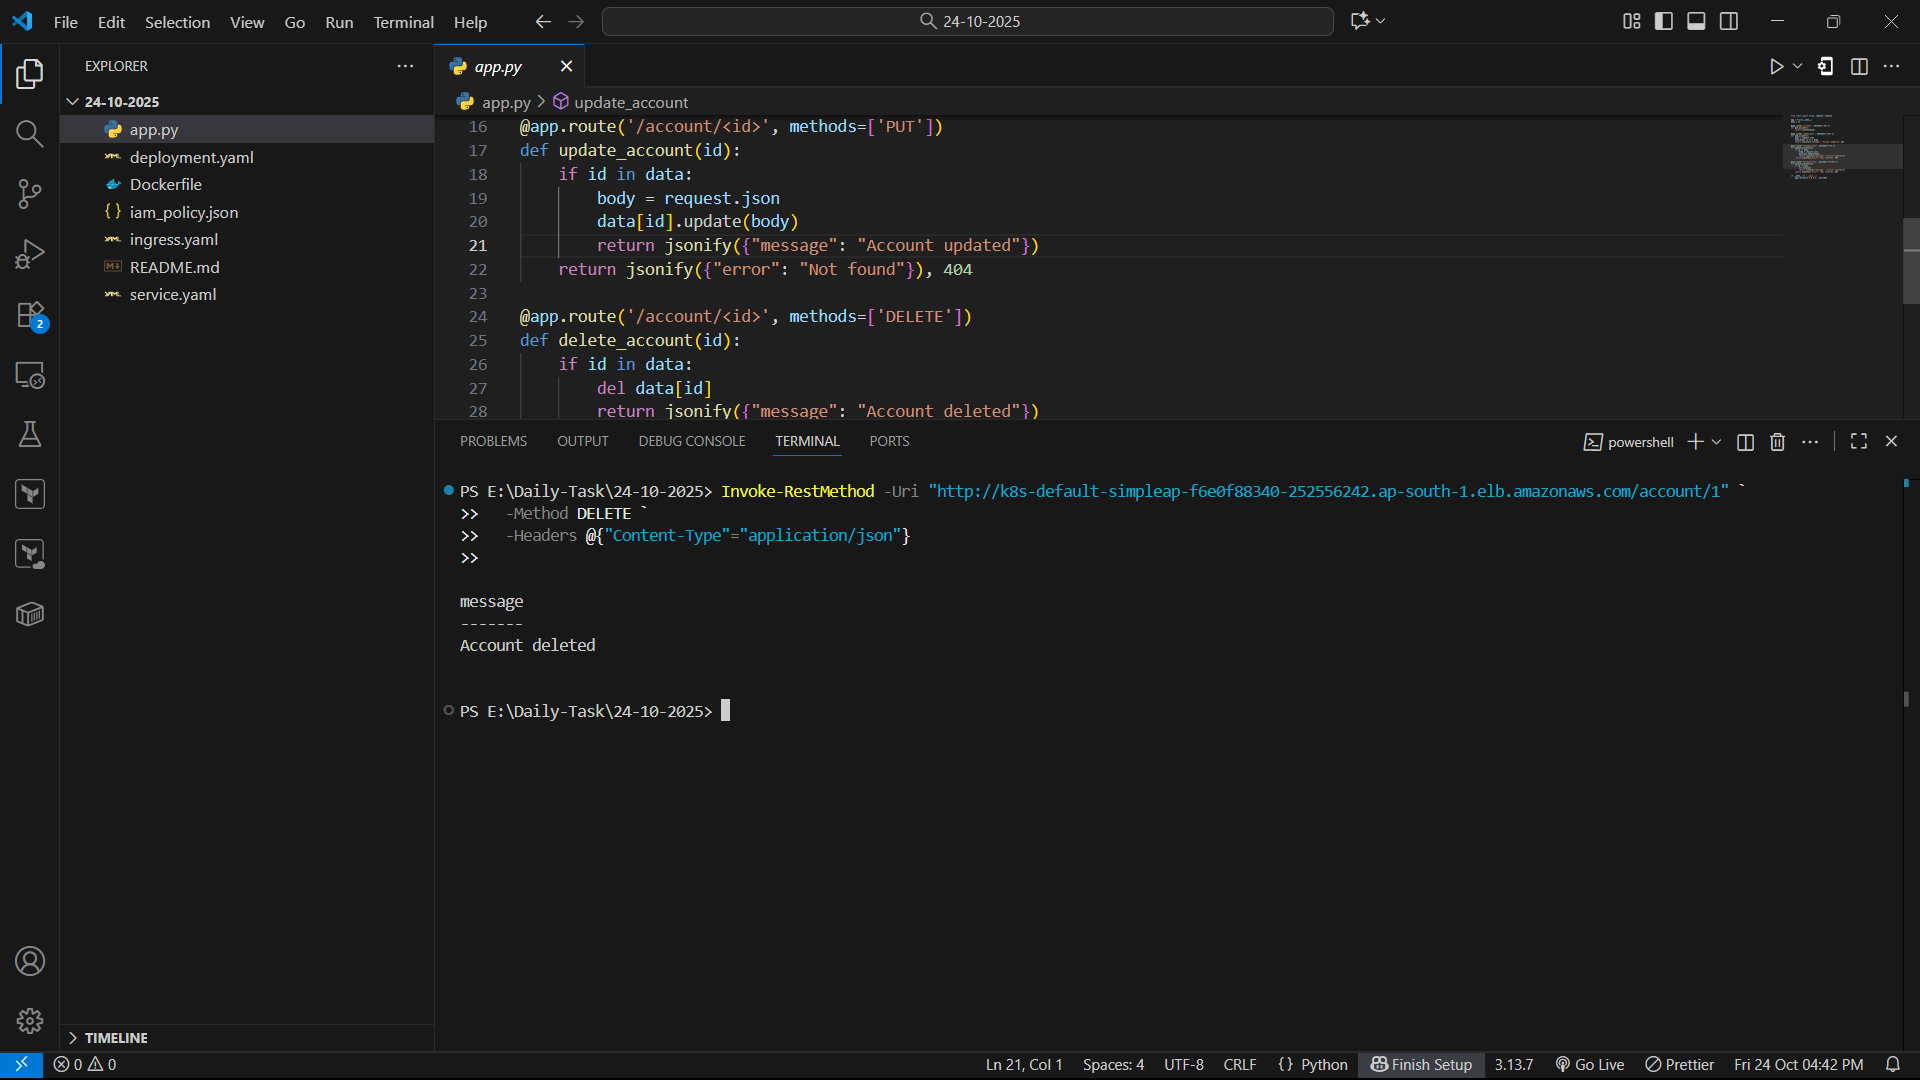 File Edit Selection View Go Run Terminal Help
24-10-2025
EXPLORER
24-10-2025
app.py
deployment.yaml
Dockerfile
iam_policy.json
ingress.yaml
README.md
service.yaml
2
TIMELINE
app.py
app.py > update_account
16 @app.route('/account/<id>', methods=['PUT'])
17 def update_account(id):
18     if id in data:
19         body = request.json
20         data[id].update(body)
21         return jsonify({"message": "Account updated"})
22     return jsonify({"error": "Not found"}), 404
23
24 @app.route('/account/<id>', methods=['DELETE'])
25 def delete_account(id):
26     if id in data:
27         del data[id]
28         return jsonify({"message": "Account deleted"})
PROBLEMS OUTPUT DEBUG CONSOLE TERMINAL PORTS
powershell
PS E:\Daily-Task\24-10-2025> Invoke-RestMethod -Uri "http://k8s-default-simpleap-f6e0f88340-252556242.ap-south-1.elb.amazonaws.com/account/1" `
>>   -Method DELETE `
>>   -Headers @{"Content-Type"="application/json"}
>>
message
-------
Account deleted
PS E:\Daily-Task\24-10-2025>
0 0
Ln 21, Col 1 Spaces: 4 UTF-8 CRLF {} Python Finish Setup 3.13.7 Go Live Prettier Fri 24 Oct 04:42 PM